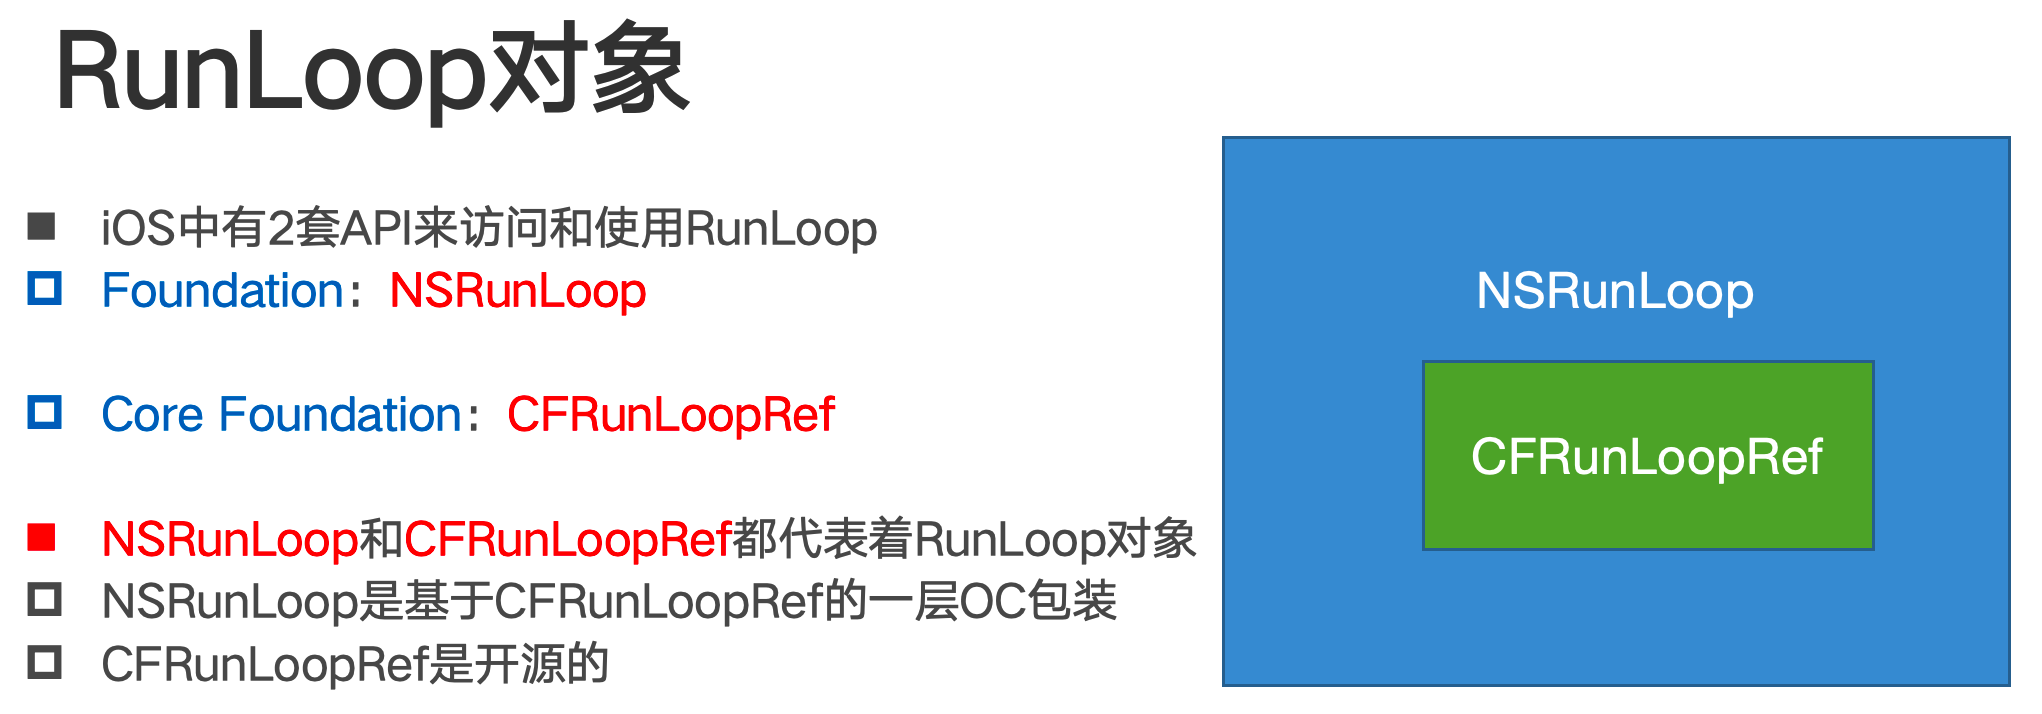 RunLoop对象
iOS中有2套API来访问和使用RunLoop
Foundation：NSRunLoop
Core Foundation：CFRunLoopRef
NSRunLoop和CFRunLoopRef都代表着RunLoop对象
NSRunLoop是基于CFRunLoopRef的一层OC包装
CFRunLoopRef是开源的
NSRunLoop
CFRunLoopRef